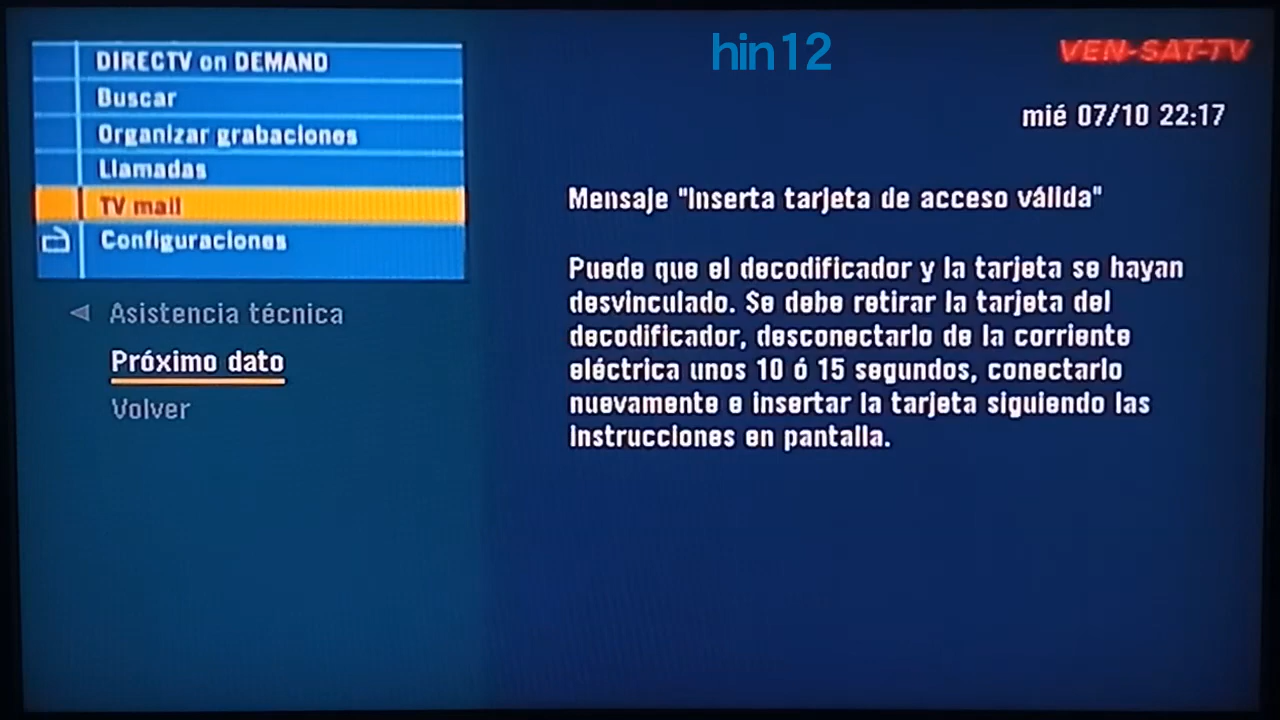 hin12
VEN-SAT-TV
mié 07/10 22:17
DIRECTV on DEMAND
Buscar
Organizar grabaciones
Llamadas
TV mail
Configuraciones
Asistencia técnica
Próximo dato
Volver
Mensaje "Inserta tarjeta de acceso válida"
Puede que el decodificador y la tarjeta se hayan
desvinculado. Se debe retirar la tarjeta del
decodificador, desconectarlo de la corriente
eléctrica unos 10 ó 15 segundos, conectarlo
nuevamente e insertar la tarjeta siguiendo las
instrucciones en pantalla.